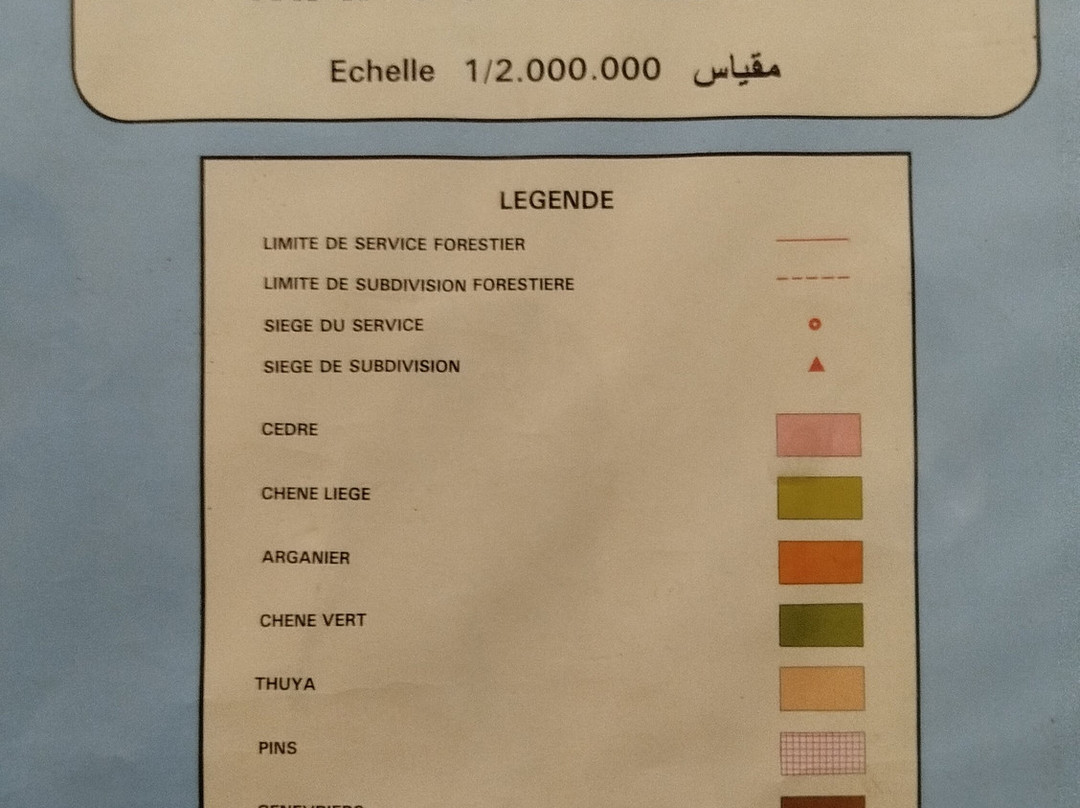 Echelle 1/2.000.000 مقياس
LEGENDE
LIMITE DE SERVICE FORESTIER
LIMITE DE SUBDIVISION FORESTIERE
SIEGE DU SERVICE
SIEGE DE SUBDIVISION
CEDRE
CHENE LIEGE
ARGANIER
CHENE VERT
THUYA
PINS